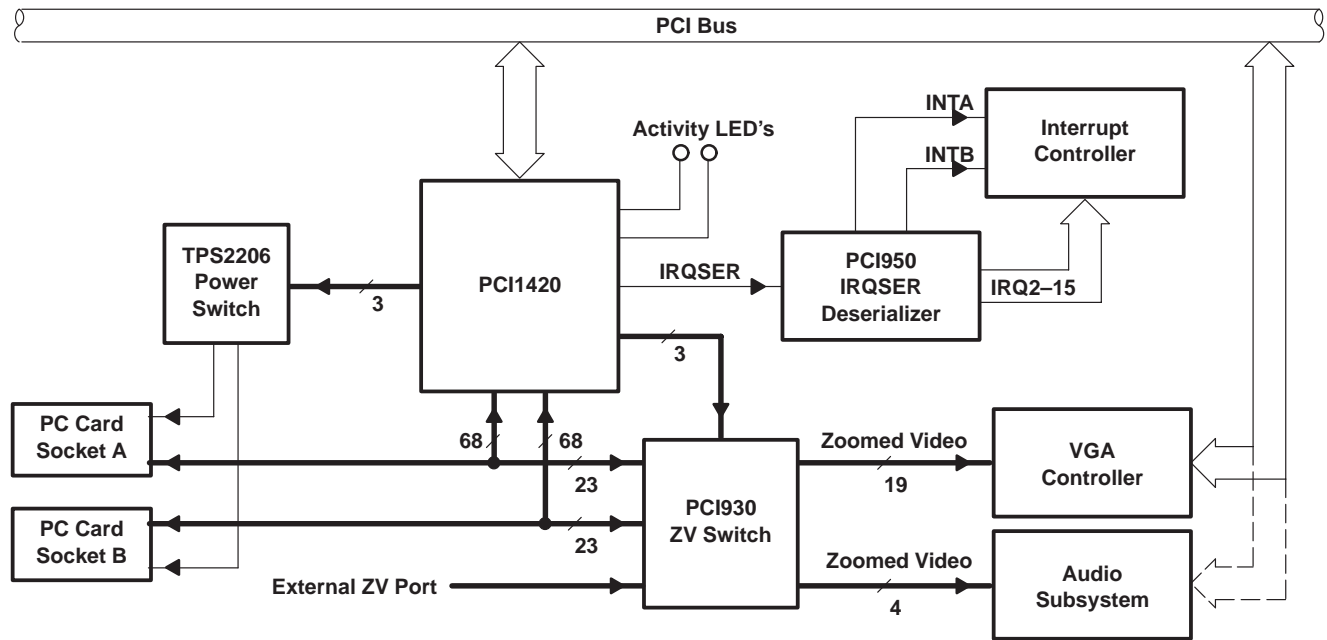 PCI Bus
Activity LED's
INTA
INTB
Interrupt
Controller
TPS2206
Power
Switch
3
PCI1420
IRQSER
PCI950
IRQSER
Deserializer
IRQ2–15
3
PC Card
Socket A
68
68
23
Zoomed Video
19
VGA
Controller
PC Card
Socket B
23
PCI930
ZV Switch
External ZV Port
Zoomed Video
4
Audio
Subsystem